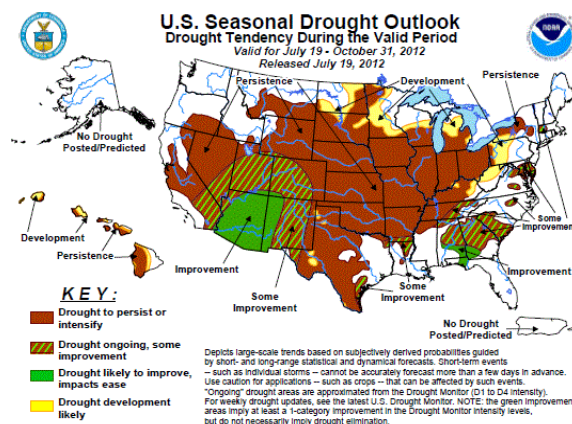 U.S. Seasonal Drought Outlook
Drought Tendency During the Valid Period
Valid for July 19 - October 31, 2012
Released July 19, 2012
NOAA
Persistence
Development
Persistence
No Drought
Posted/Predicted
Development
Persistence
Improvement
Some
Improvement
Some
Improvement
Some
Improvement
Improvement
No Drought
Posted/Predicted
KEY:
Drought to persist or
intensify
Drought ongoing, some
improvement
Drought likely to improve,
impacts ease
Drought development
likely
Depicts large-scale trends based on subjectively derived probabilities guided
by short- and long-range statistical and dynamical forecasts. Short-term events
-- such as individual storms -- cannot be accurately forecast more than a few days in advance.
Use caution for applications -- such as crops -- that can be affected by such events.
"Ongoing" drought areas are approximated from the Drought Monitor (D1 to D4 intensity).
For weekly drought updates, see the latest U.S. Drought Monitor. NOTE: the green improvement
areas imply at least a 1-category improvement in the Drought Monitor intensity levels,
but do not necessarily imply drought elimination.